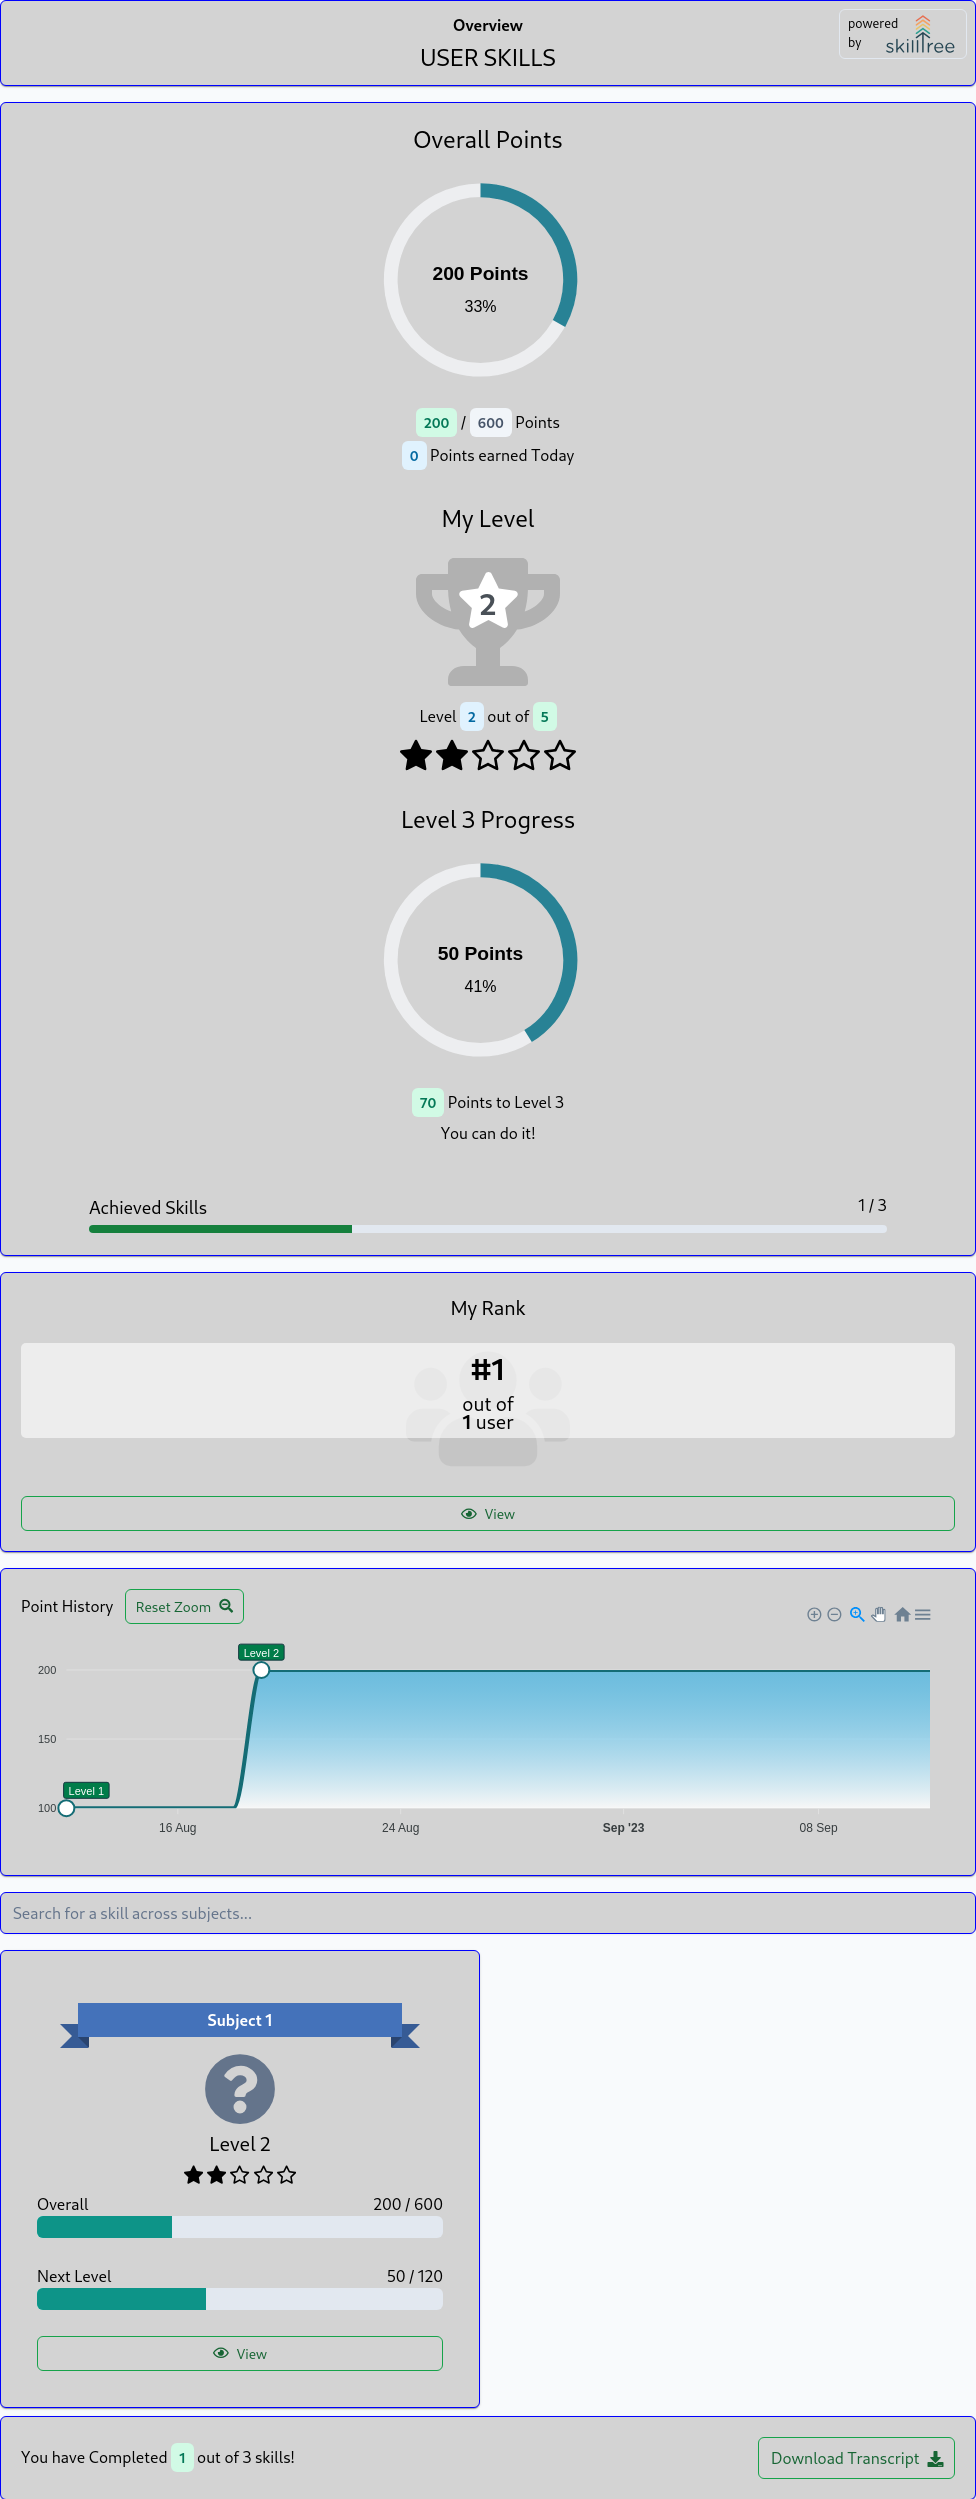 Overview
USER SKILLS
powered
by
skilltree
Overall Points
200 Points
33%
200 / 600 Points
0 Points earned Today
My Level
2
Level 2 out of 5
Level 3 Progress
50 Points
41%
70 Points to Level 3
You can do it!
Achieved Skills 1 / 3
My Rank
#1
out of
1 user
View
Point History Reset Zoom
Level 2
200
150
Level 1
100
16 Aug 24 Aug Sep '23 08 Sep
Search for a skill across subjects...
Subject 1
Level 2
Overall 200 / 600
Next Level 50 / 120
View
You have Completed 1 out of 3 skills! Download Transcript